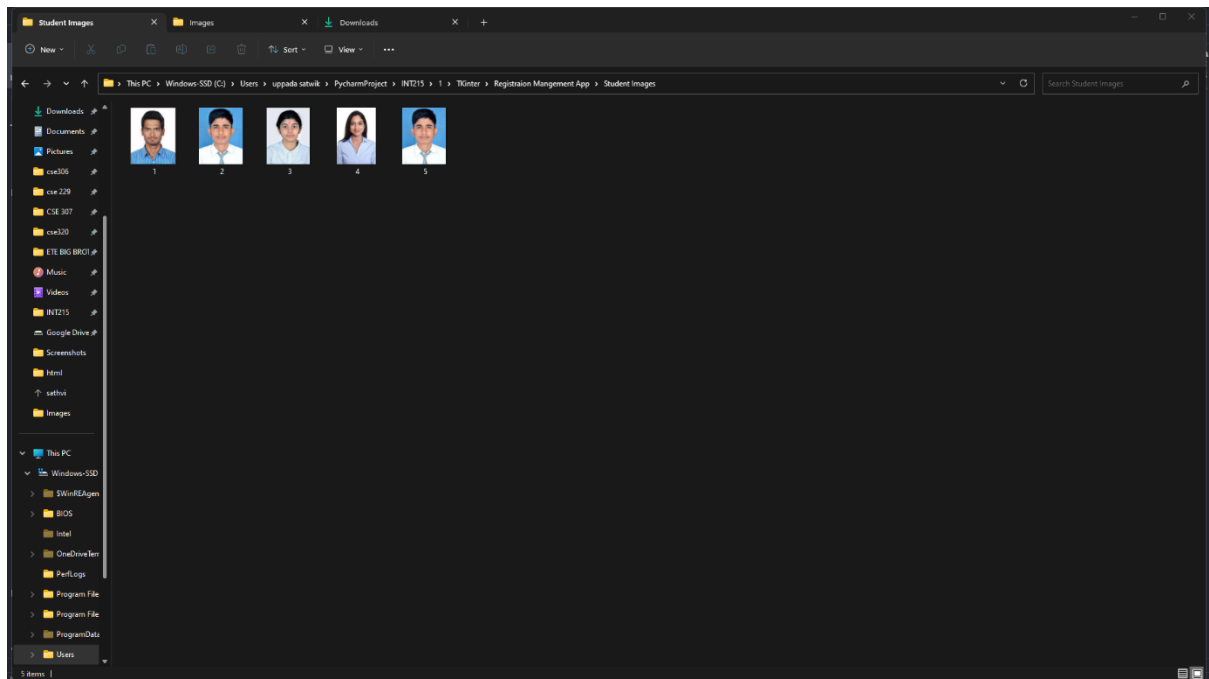 Student Images
Images
Downloads
New
Sort
View
This PC > Windows-SSD (C:) > Users > uppada satwik > PycharmProject > INT215 > 1 > TKinter > Registraion Mangement App > Student Images
Search Student Images
Downloads
Documents
Pictures
cse306
cse 229
CSE 307
cse320
ETE BIG BROT
Music
Videos
INT215
Google Drive
Screenshots
html
sathvi
Images
1
2
3
4
5
This PC
Windows-SSD
$WinREAgen
BIOS
Intel
OneDriveTem
PerfLogs
Program File
Program File
ProgramData
Users
5 items